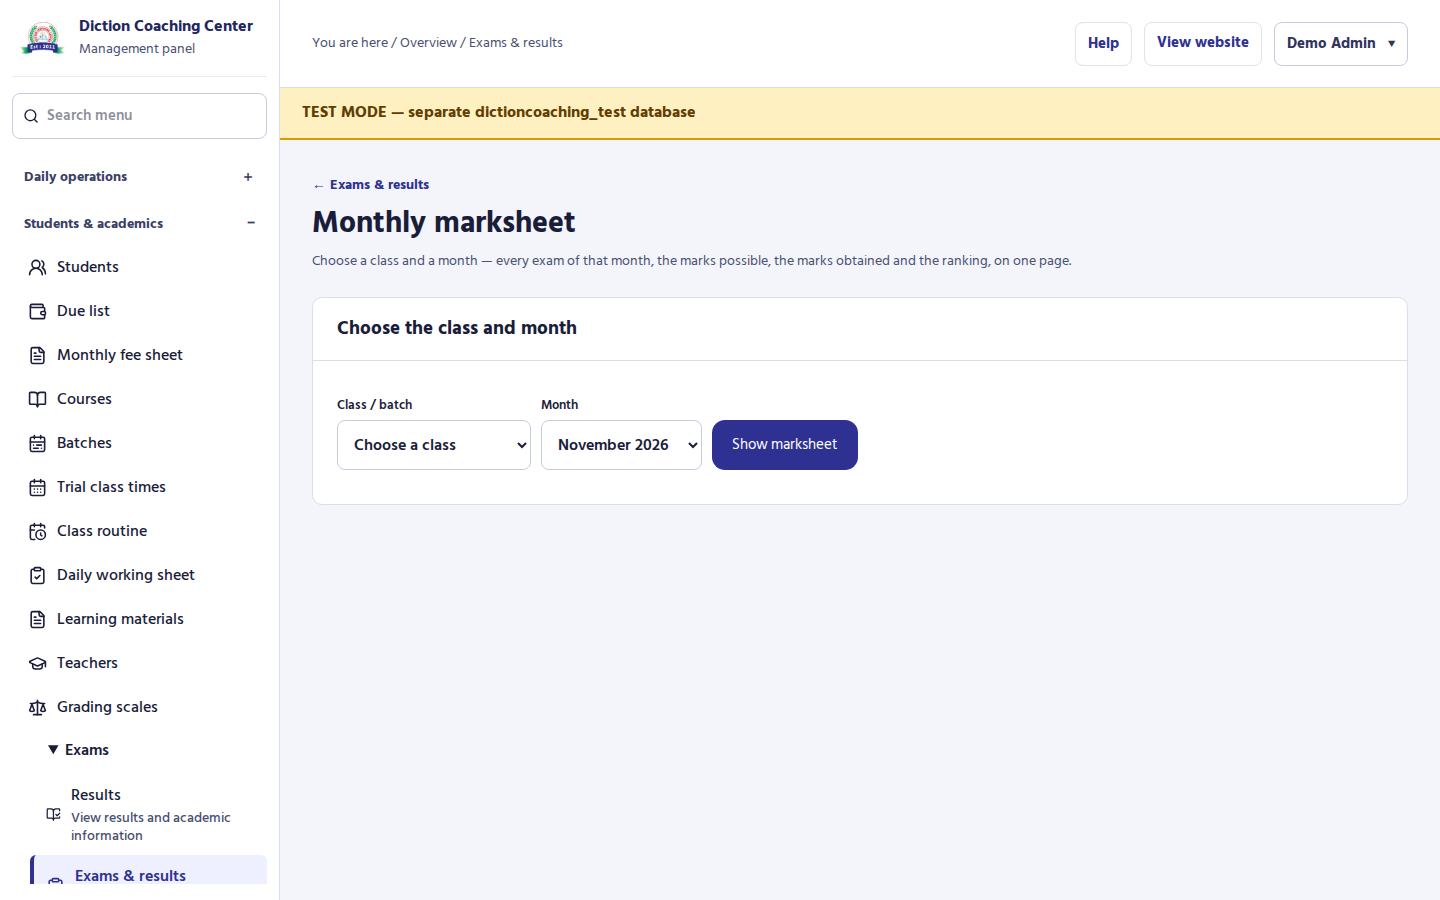 Diction Coaching Center
Management panel
Est : 2011
Search menu
Daily operations +
Students & academics −
Students
Due list
Monthly fee sheet
Courses
Batches
Trial class times
Class routine
Daily working sheet
Learning materials
Teachers
Grading scales
▼ Exams
Results
View results and academic
information
Exams & results
You are here / Overview / Exams & results
Help
View website
Demo Admin ▾
TEST MODE — separate dictioncoaching_test database
← Exams & results
Monthly marksheet
Choose a class and a month — every exam of that month, the marks possible, the marks obtained and the ranking, on one page.
Choose the class and month
Class / batch
Month
Choose a class
November 2026
Show marksheet